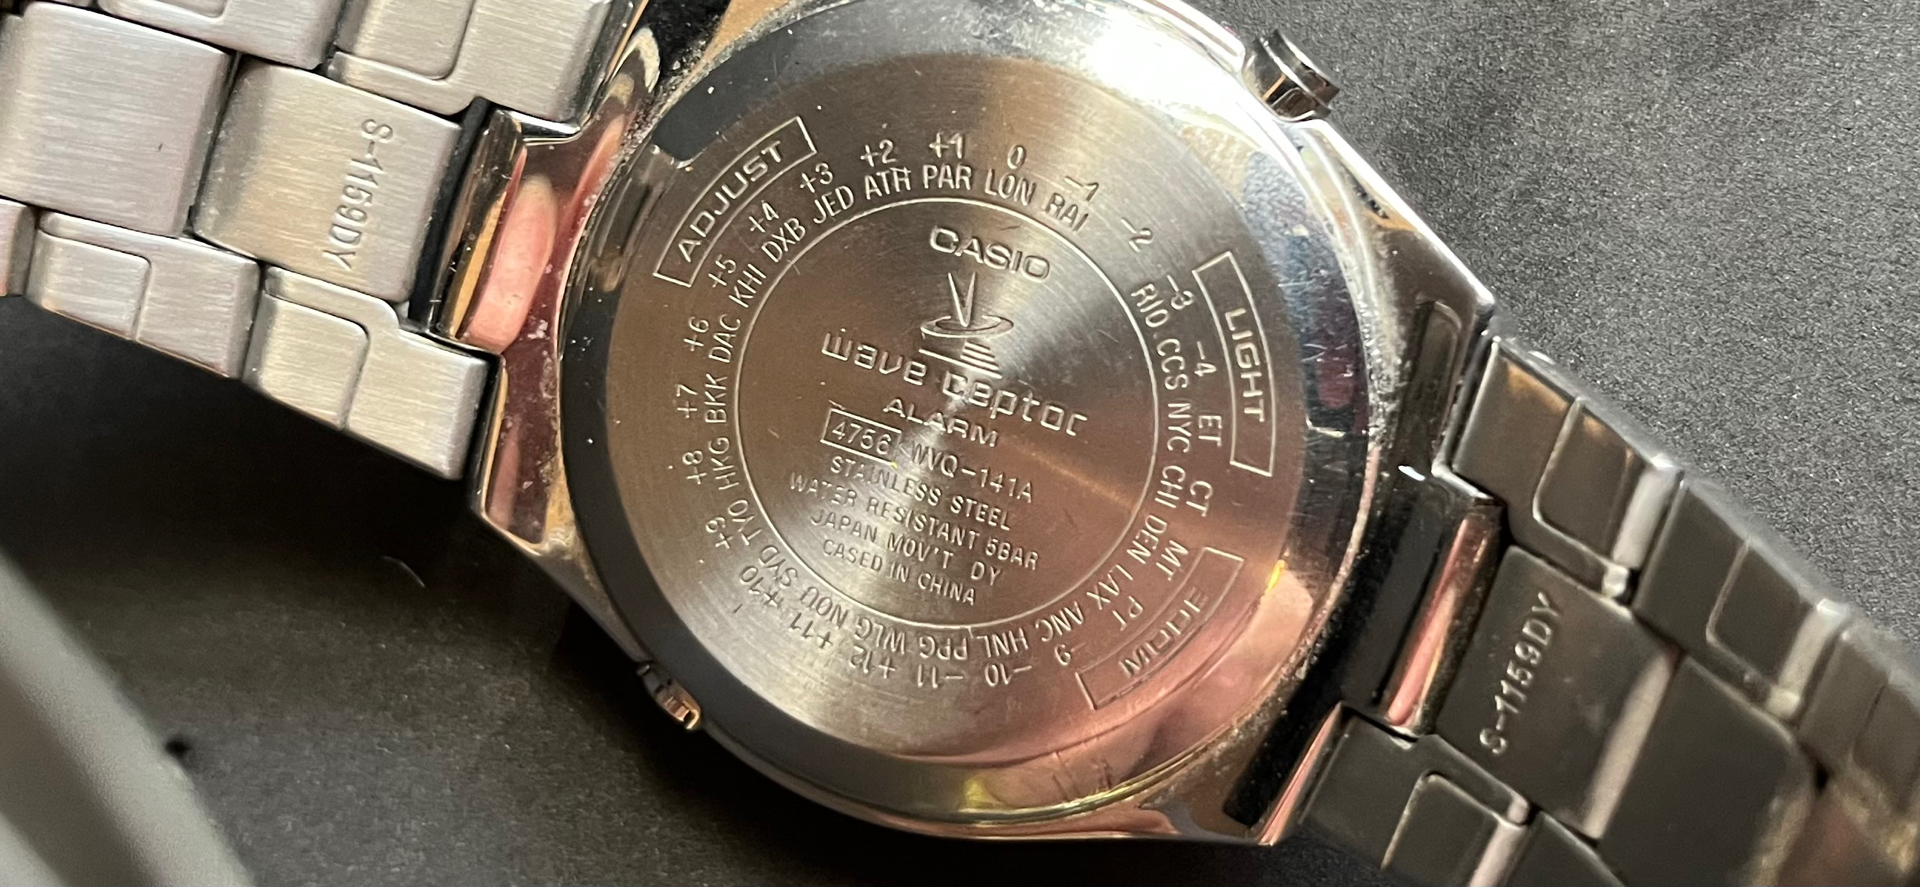 S-1159DY
ADJUST
LIGHT
MODE
+9 +8 +7 +6 +5 +4 +3 +2 +1 0 -1 -2 -3 -4 ET CT MT PT -9 -10 -11 +12 +11 +10
TYO HKG BKK DAC KHI DXB JED ATH PAR LON RAI RIO CCS NYC CHI DEN LAX ANC HNL PPG WLG NOU SYD
CASIO
wave ceptor
ALARM
4756 WVQ-141A
STAINLESS STEEL
WATER RESISTANT 5BAR
JAPAN MOV'T DY
CASED IN CHINA
S-1159DY